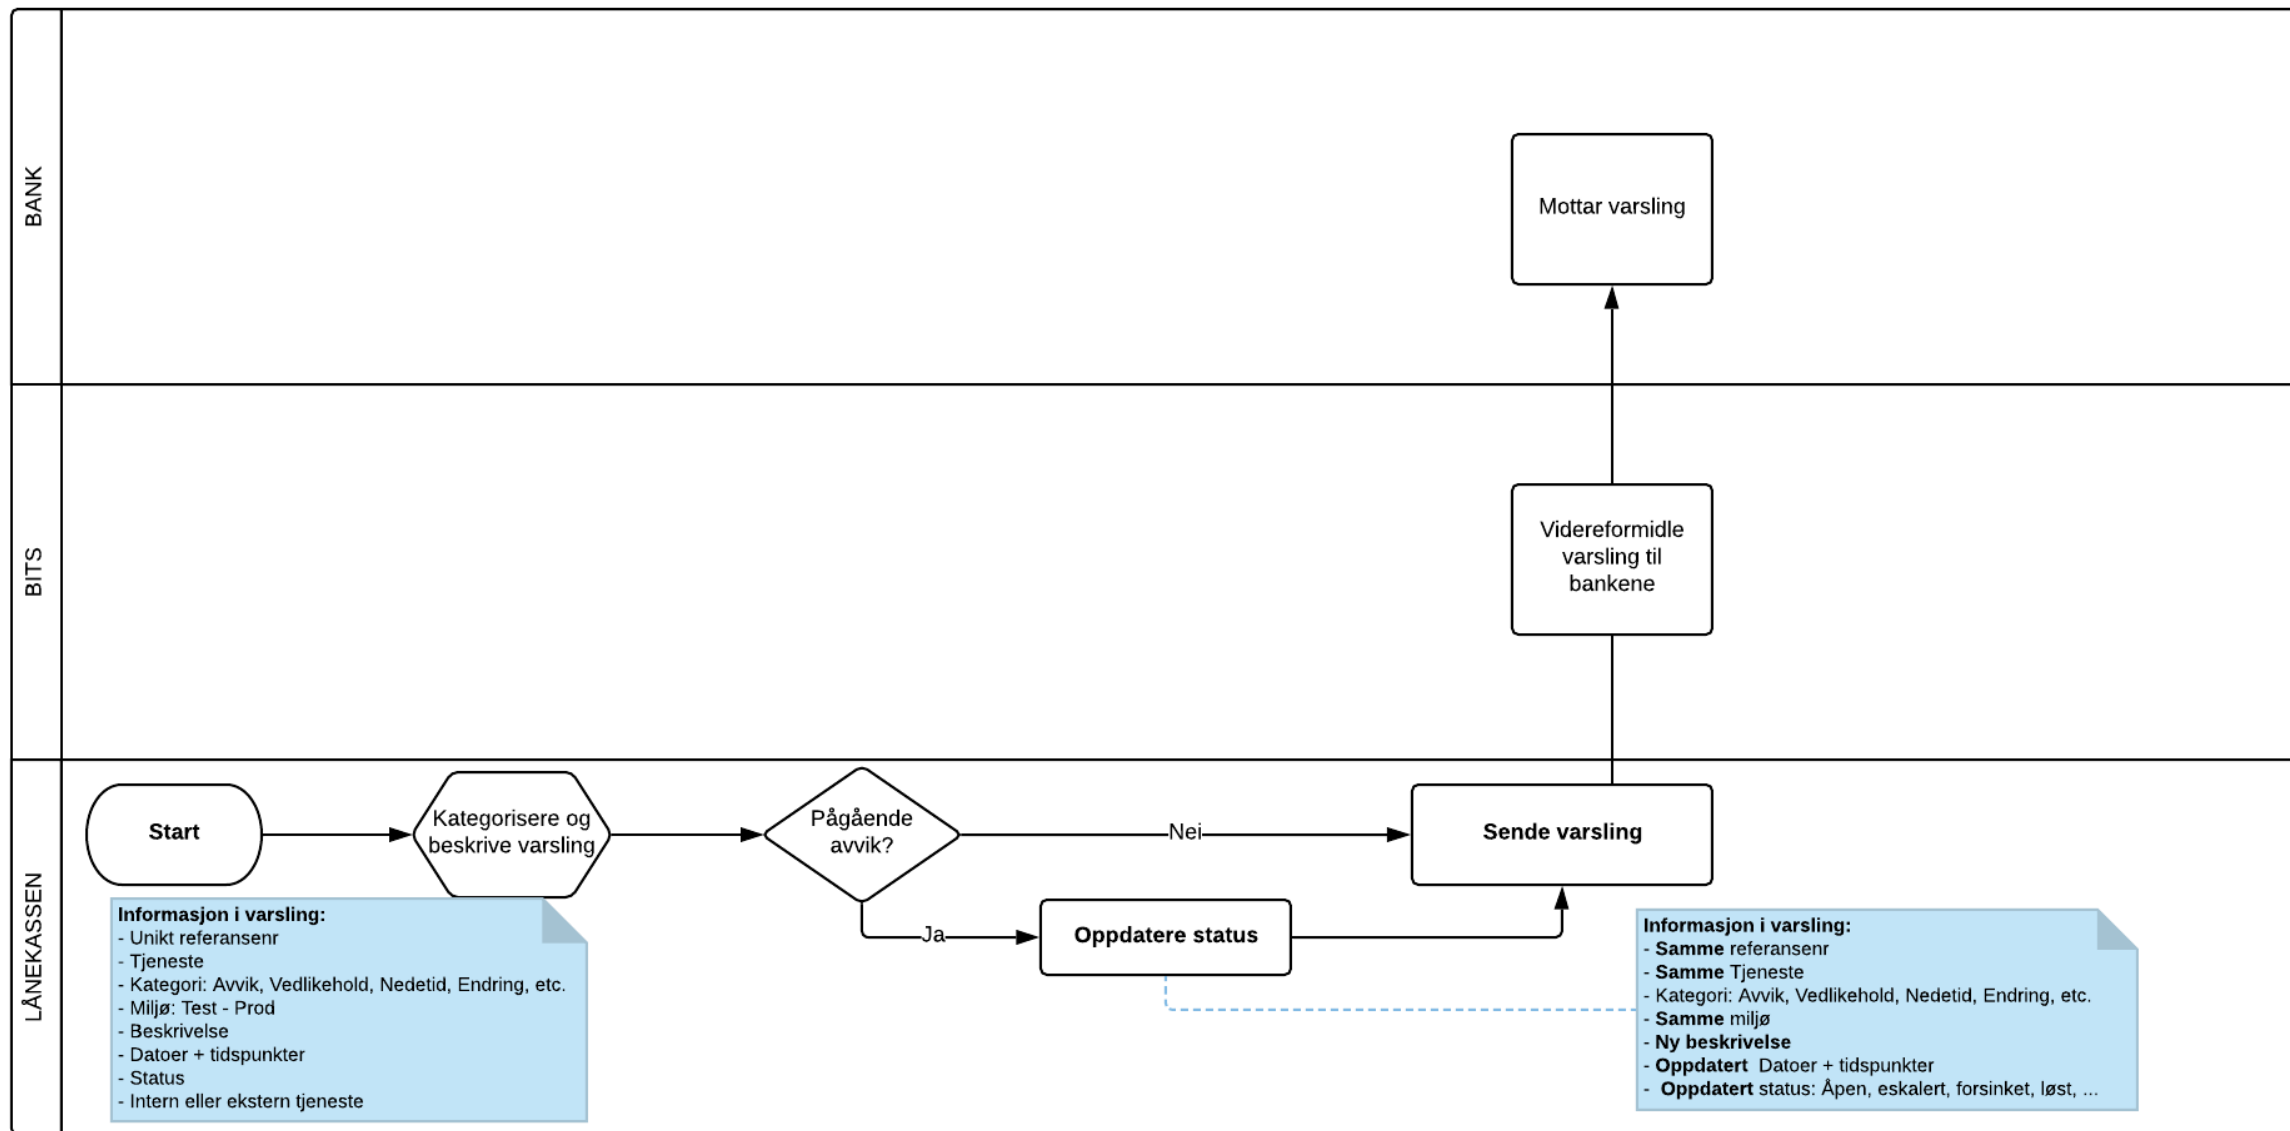 BANK
Mottar varsling
BITS
Videreformidle
varsling til
bankene
LÅNEKASSEN
Start
Kategorisere og
beskrive varsling
Pågående
avvik?
Nei
Sende varsling
Ja
Oppdatere status
Informasjon i varsling:
- Unikt referansenr
- Tjeneste
- Kategori: Avvik, Vedlikehold, Nedetid, Endring, etc.
- Miljø: Test - Prod
- Beskrivelse
- Datoer + tidspunkter
- Status
- Intern eller ekstern tjeneste
Informasjon i varsling:
- Samme referansenr
- Samme Tjeneste
- Kategori: Avvik, Vedlikehold, Nedetid, Endring, etc.
- Samme miljø
- Ny beskrivelse
- Oppdatert Datoer + tidspunkter
- Oppdatert status: Åpen, eskalert, forsinket, løst, ...